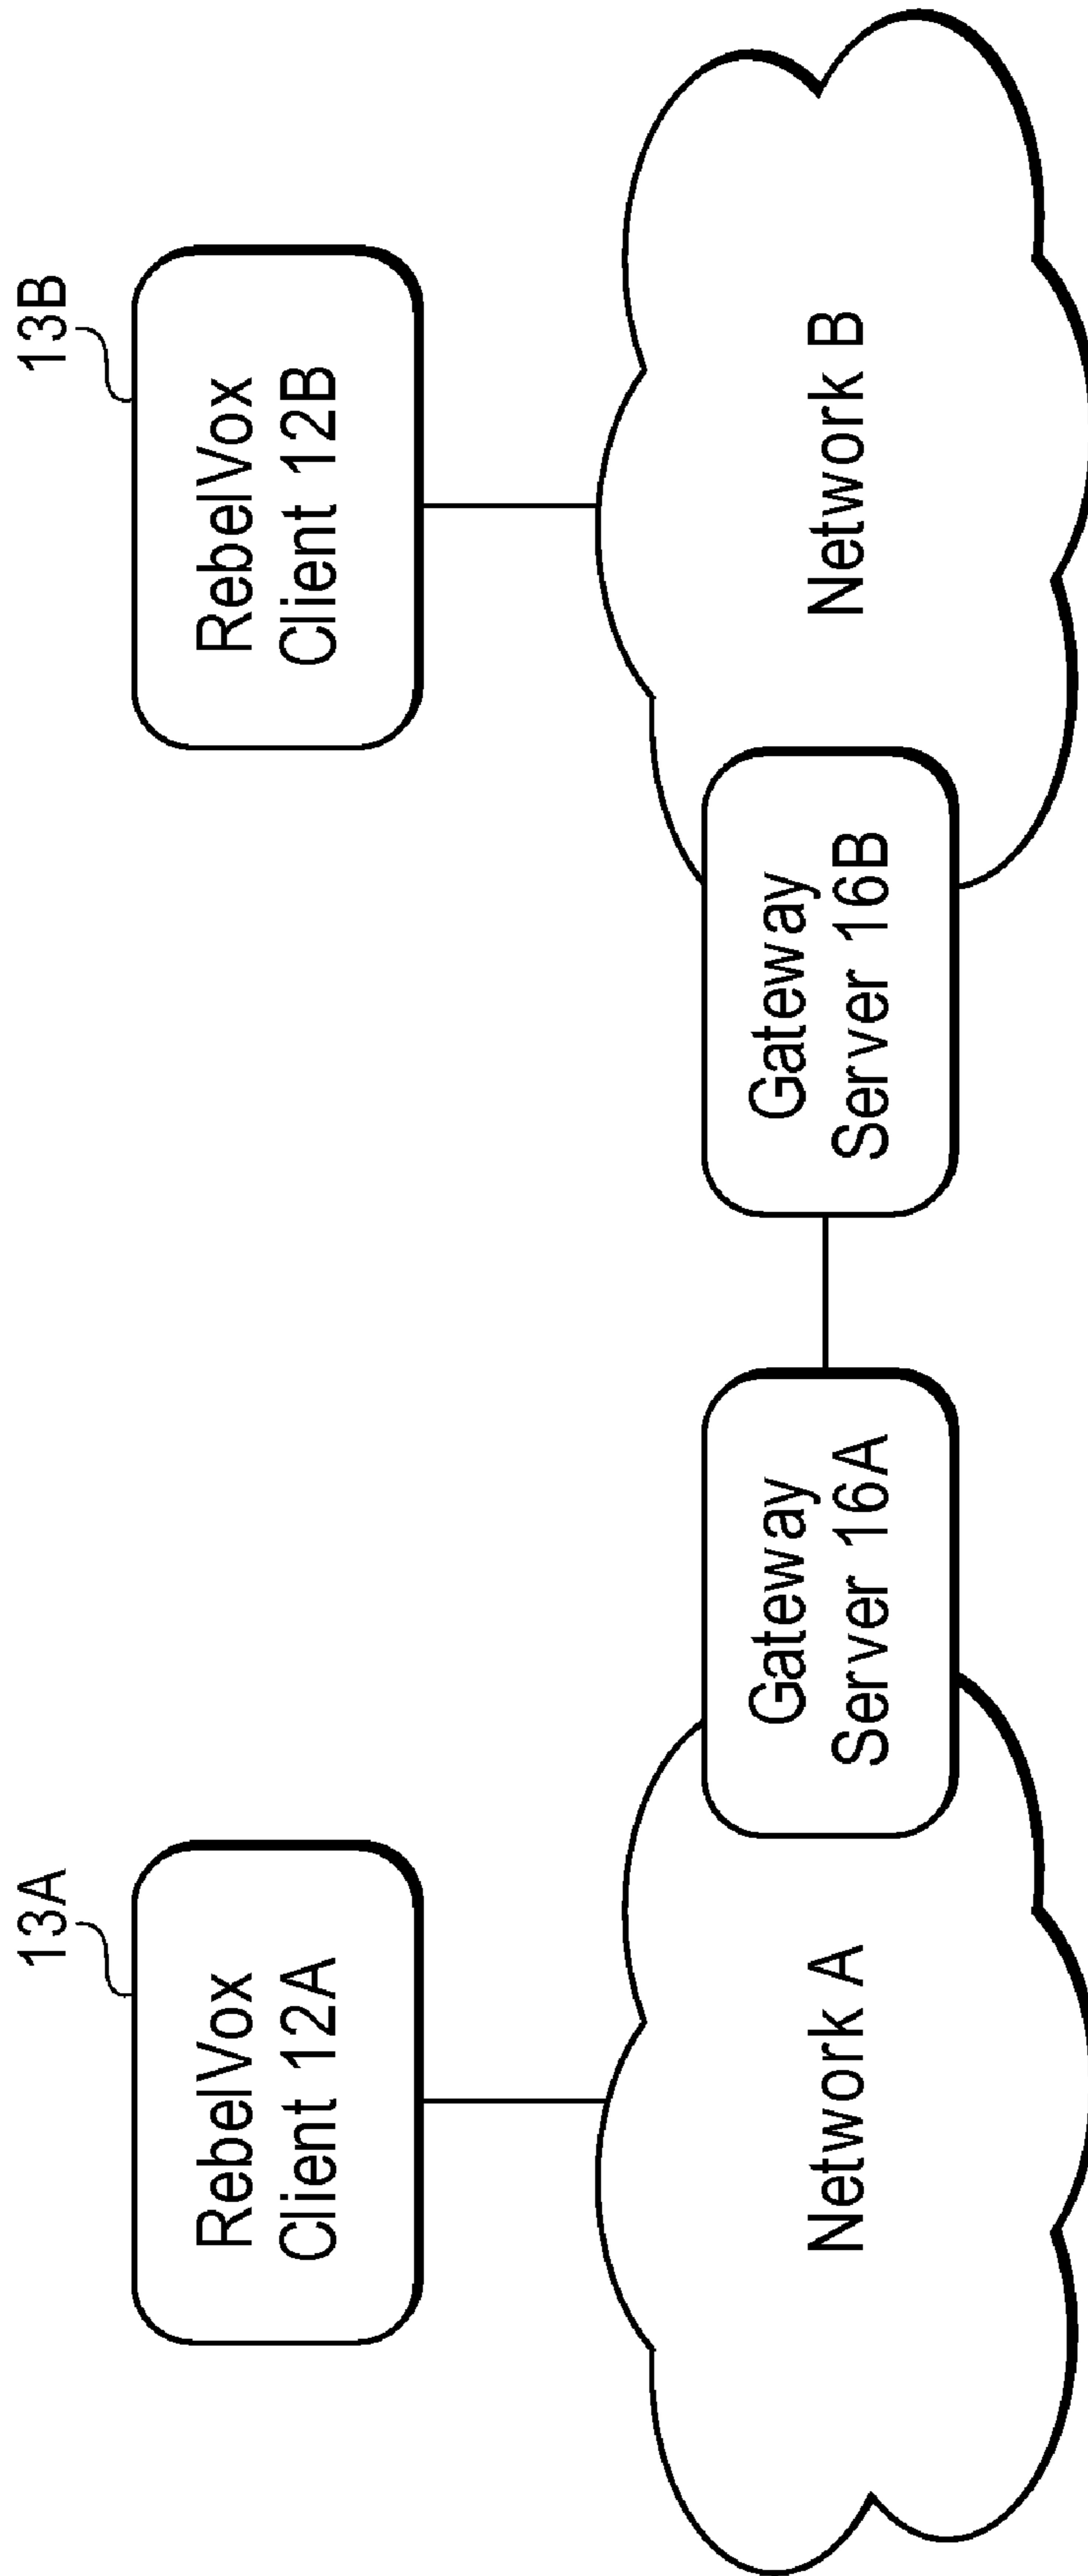 13A
13B
RebelVox
Client 12A
RebelVox
Client 12B
Gateway
Server 16A
Gateway
Server 16B
Network A
Network B